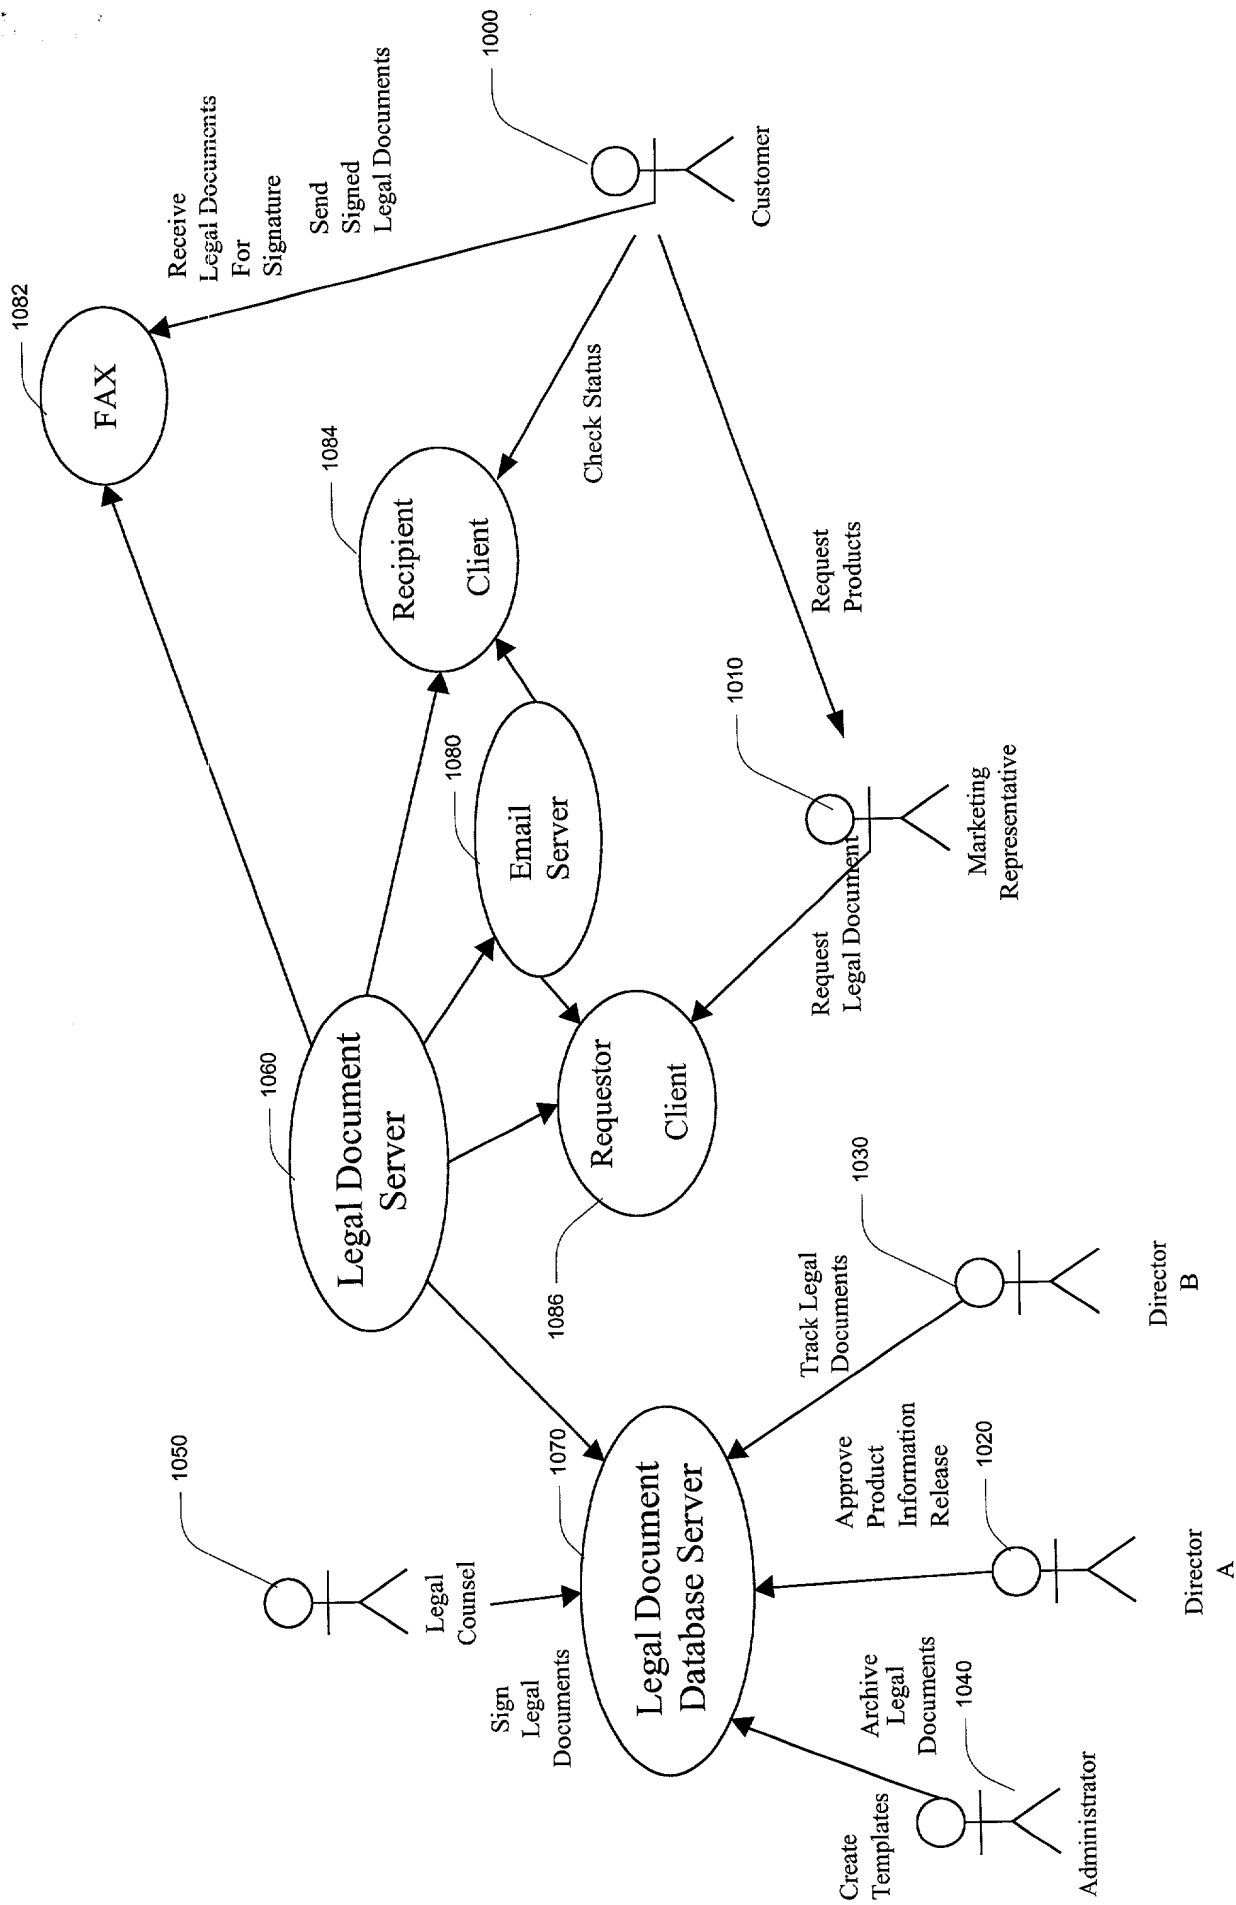 1000
Receive
Legal Documents
For
Signature
Send
Signed
Legal Documents
Customer
1082
FAX
1084
Recipient
Client
Check Status
Request
Products
1080
Email
Server
1010
Marketing
Representative
Request
Legal Document
1060
Legal Document
Server
Requestor
Client
1086
1030
Track Legal
Documents
Director
B
1050
Legal
Counsel
Sign
Legal
Documents
1070
Legal Document
Database Server
Approve
Product
Information
Release
1020
Director
A
Archive
Legal
Documents
1040
Create
Templates
Administrator